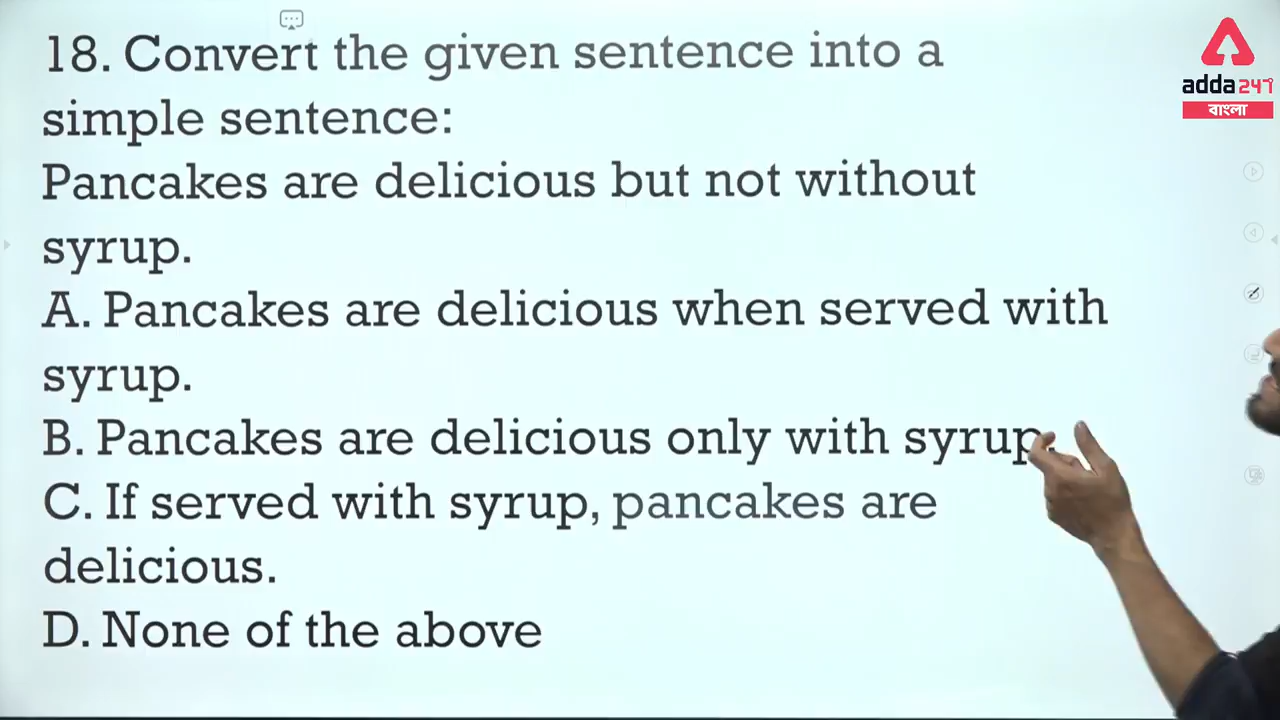 18. Convert the given sentence into a
simple sentence:
Pancakes are delicious but not without
syrup.
A. Pancakes are delicious when served with
syrup.
B. Pancakes are delicious only with syrup.
C. If served with syrup, pancakes are
delicious.
D. None of the above
adda 247
বাংলা